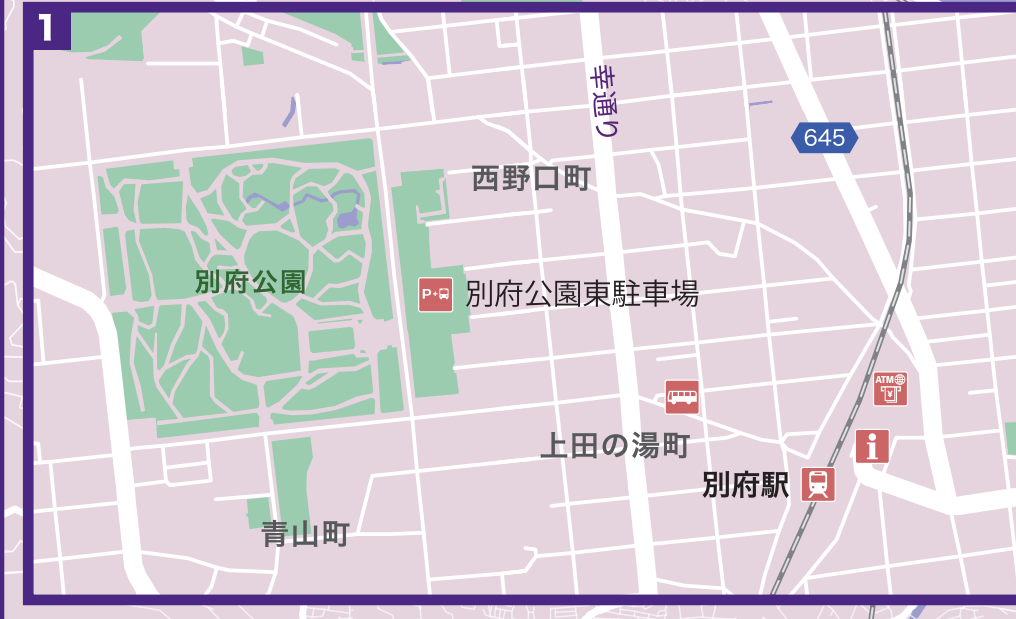 1
幸通り
645
西野口町
別府公園
P+
別府公園東駐車場
ATM
¥
上田の湯町
i
別府駅
青山町